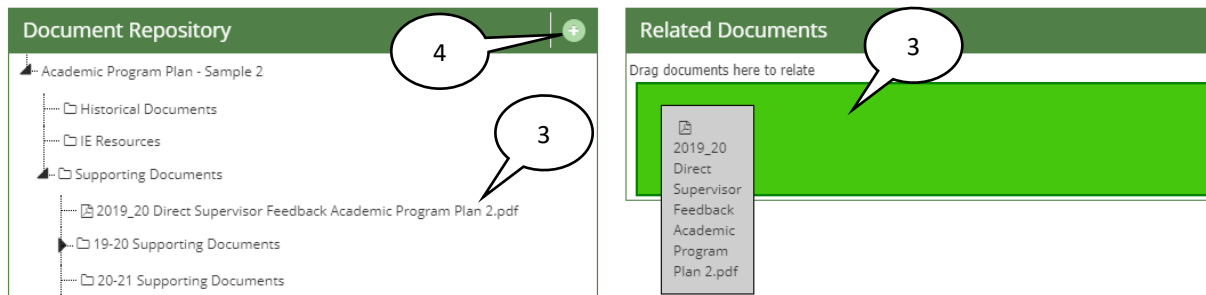 Document Repository
4
Academic Program Plan - Sample 2
Historical Documents
IE Resources
3
Supporting Documents
2019_20 Direct Supervisor Feedback Academic Program Plan 2.pdf
19-20 Supporting Documents
20-21 Supporting Documents
Related Documents
3
Drag documents here to relate
2019_20
Direct
Supervisor
Feedback
Academic
Program
Plan 2.pdf